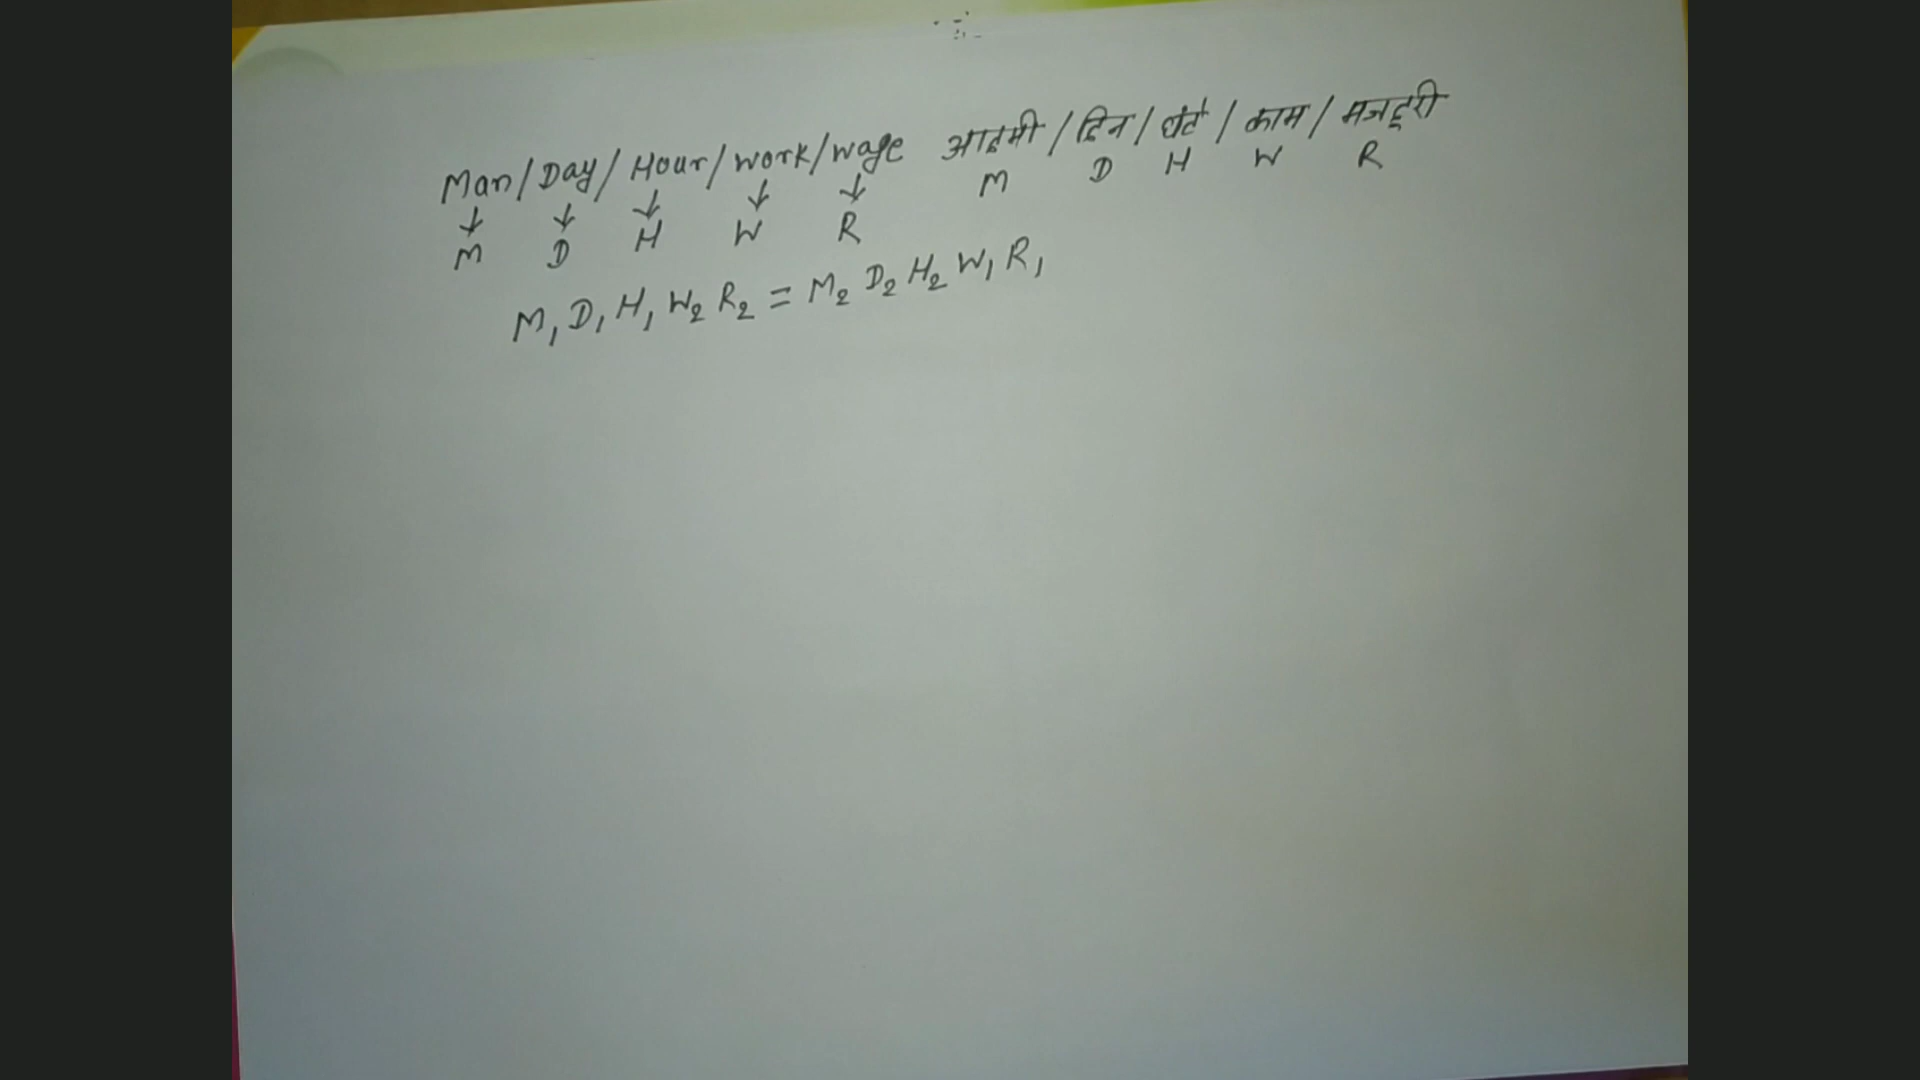 Man/Day/Hour/work/wage आदमी/दिन/घंटे/काम/मजदूरी
↓ ↓ ↓ ↓ ↓ M D H W R
M D H W R
M₁ D₁ H₁ W₂ R₂ = M₂ D₂ H₂ W₁ R₁